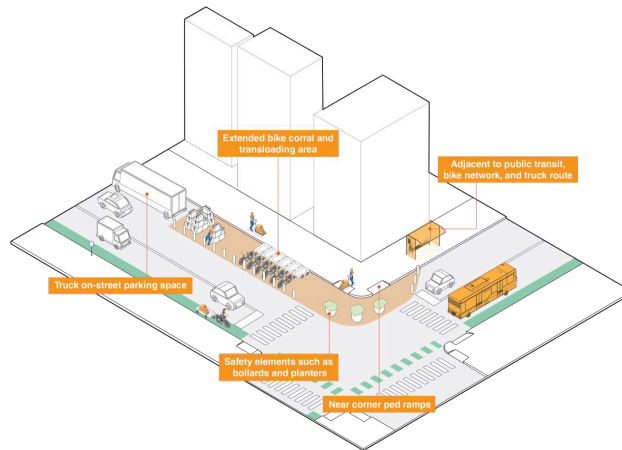 Extended bike corral and
transloading area
Adjacent to public transit,
bike network, and truck route
Truck on-street parking space
Safety elements such as
bollards and planters
Near corner ped ramps